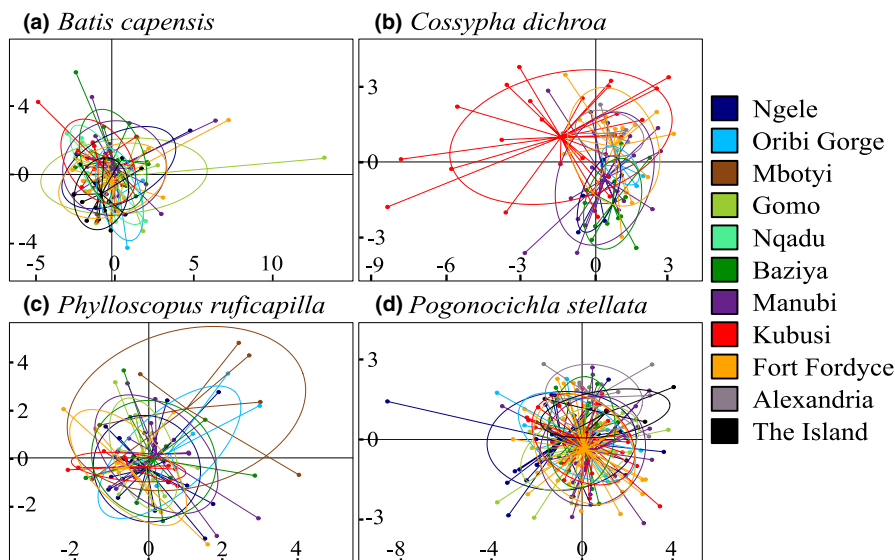 (a) Batis capensis
4
0
-4
-5
0
5
10
(b) Cossypha dichroa
3
0
-3
-9
-6
-3
0
3
(c) Phylloscopus ruficapilla
4
2
0
-2
-2
0
2
4
(d) Pogonocichla stellata
3
0
-3
-8
-4
0
4
Ngele
Oribi Gorge
Mbotyi
Gomo
Nqadu
Baziya
Manubi
Kubusi
Fort Fordyce
Alexandria
The Island